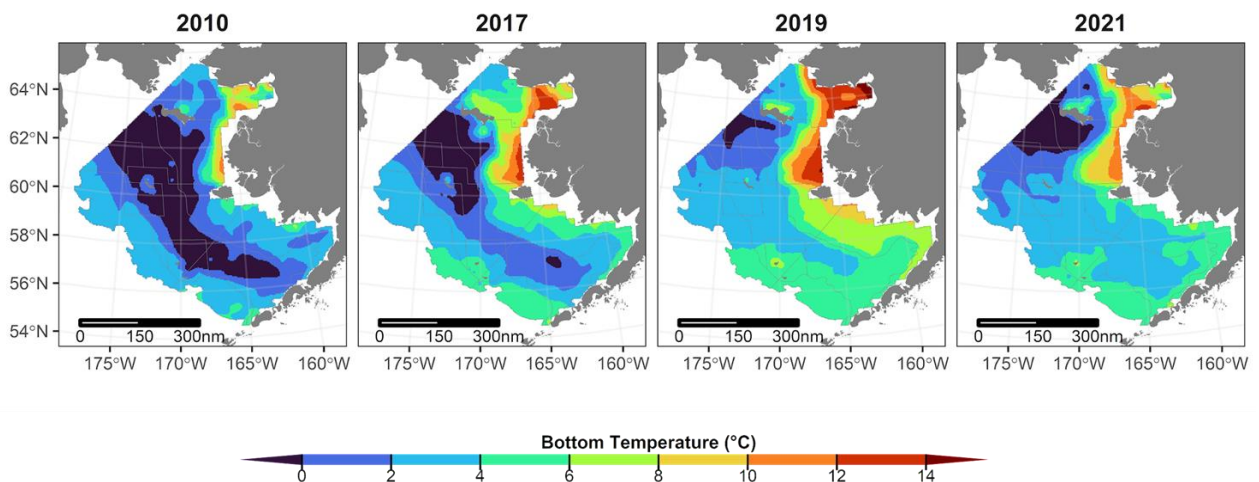 2010 2017 2019 2021
64°N
62°N
60°N
58°N
56°N
54°N
0 150 300nm 0 150 300nm 0 150 300nm 0 150 300nm
175°W 170°W 165°W 160°W 175°W 170°W 165°W 160°W 175°W 170°W 165°W 160°W 175°W 170°W 165°W 160°W
Bottom Temperature (°C)
0 2 4 6 8 10 12 14